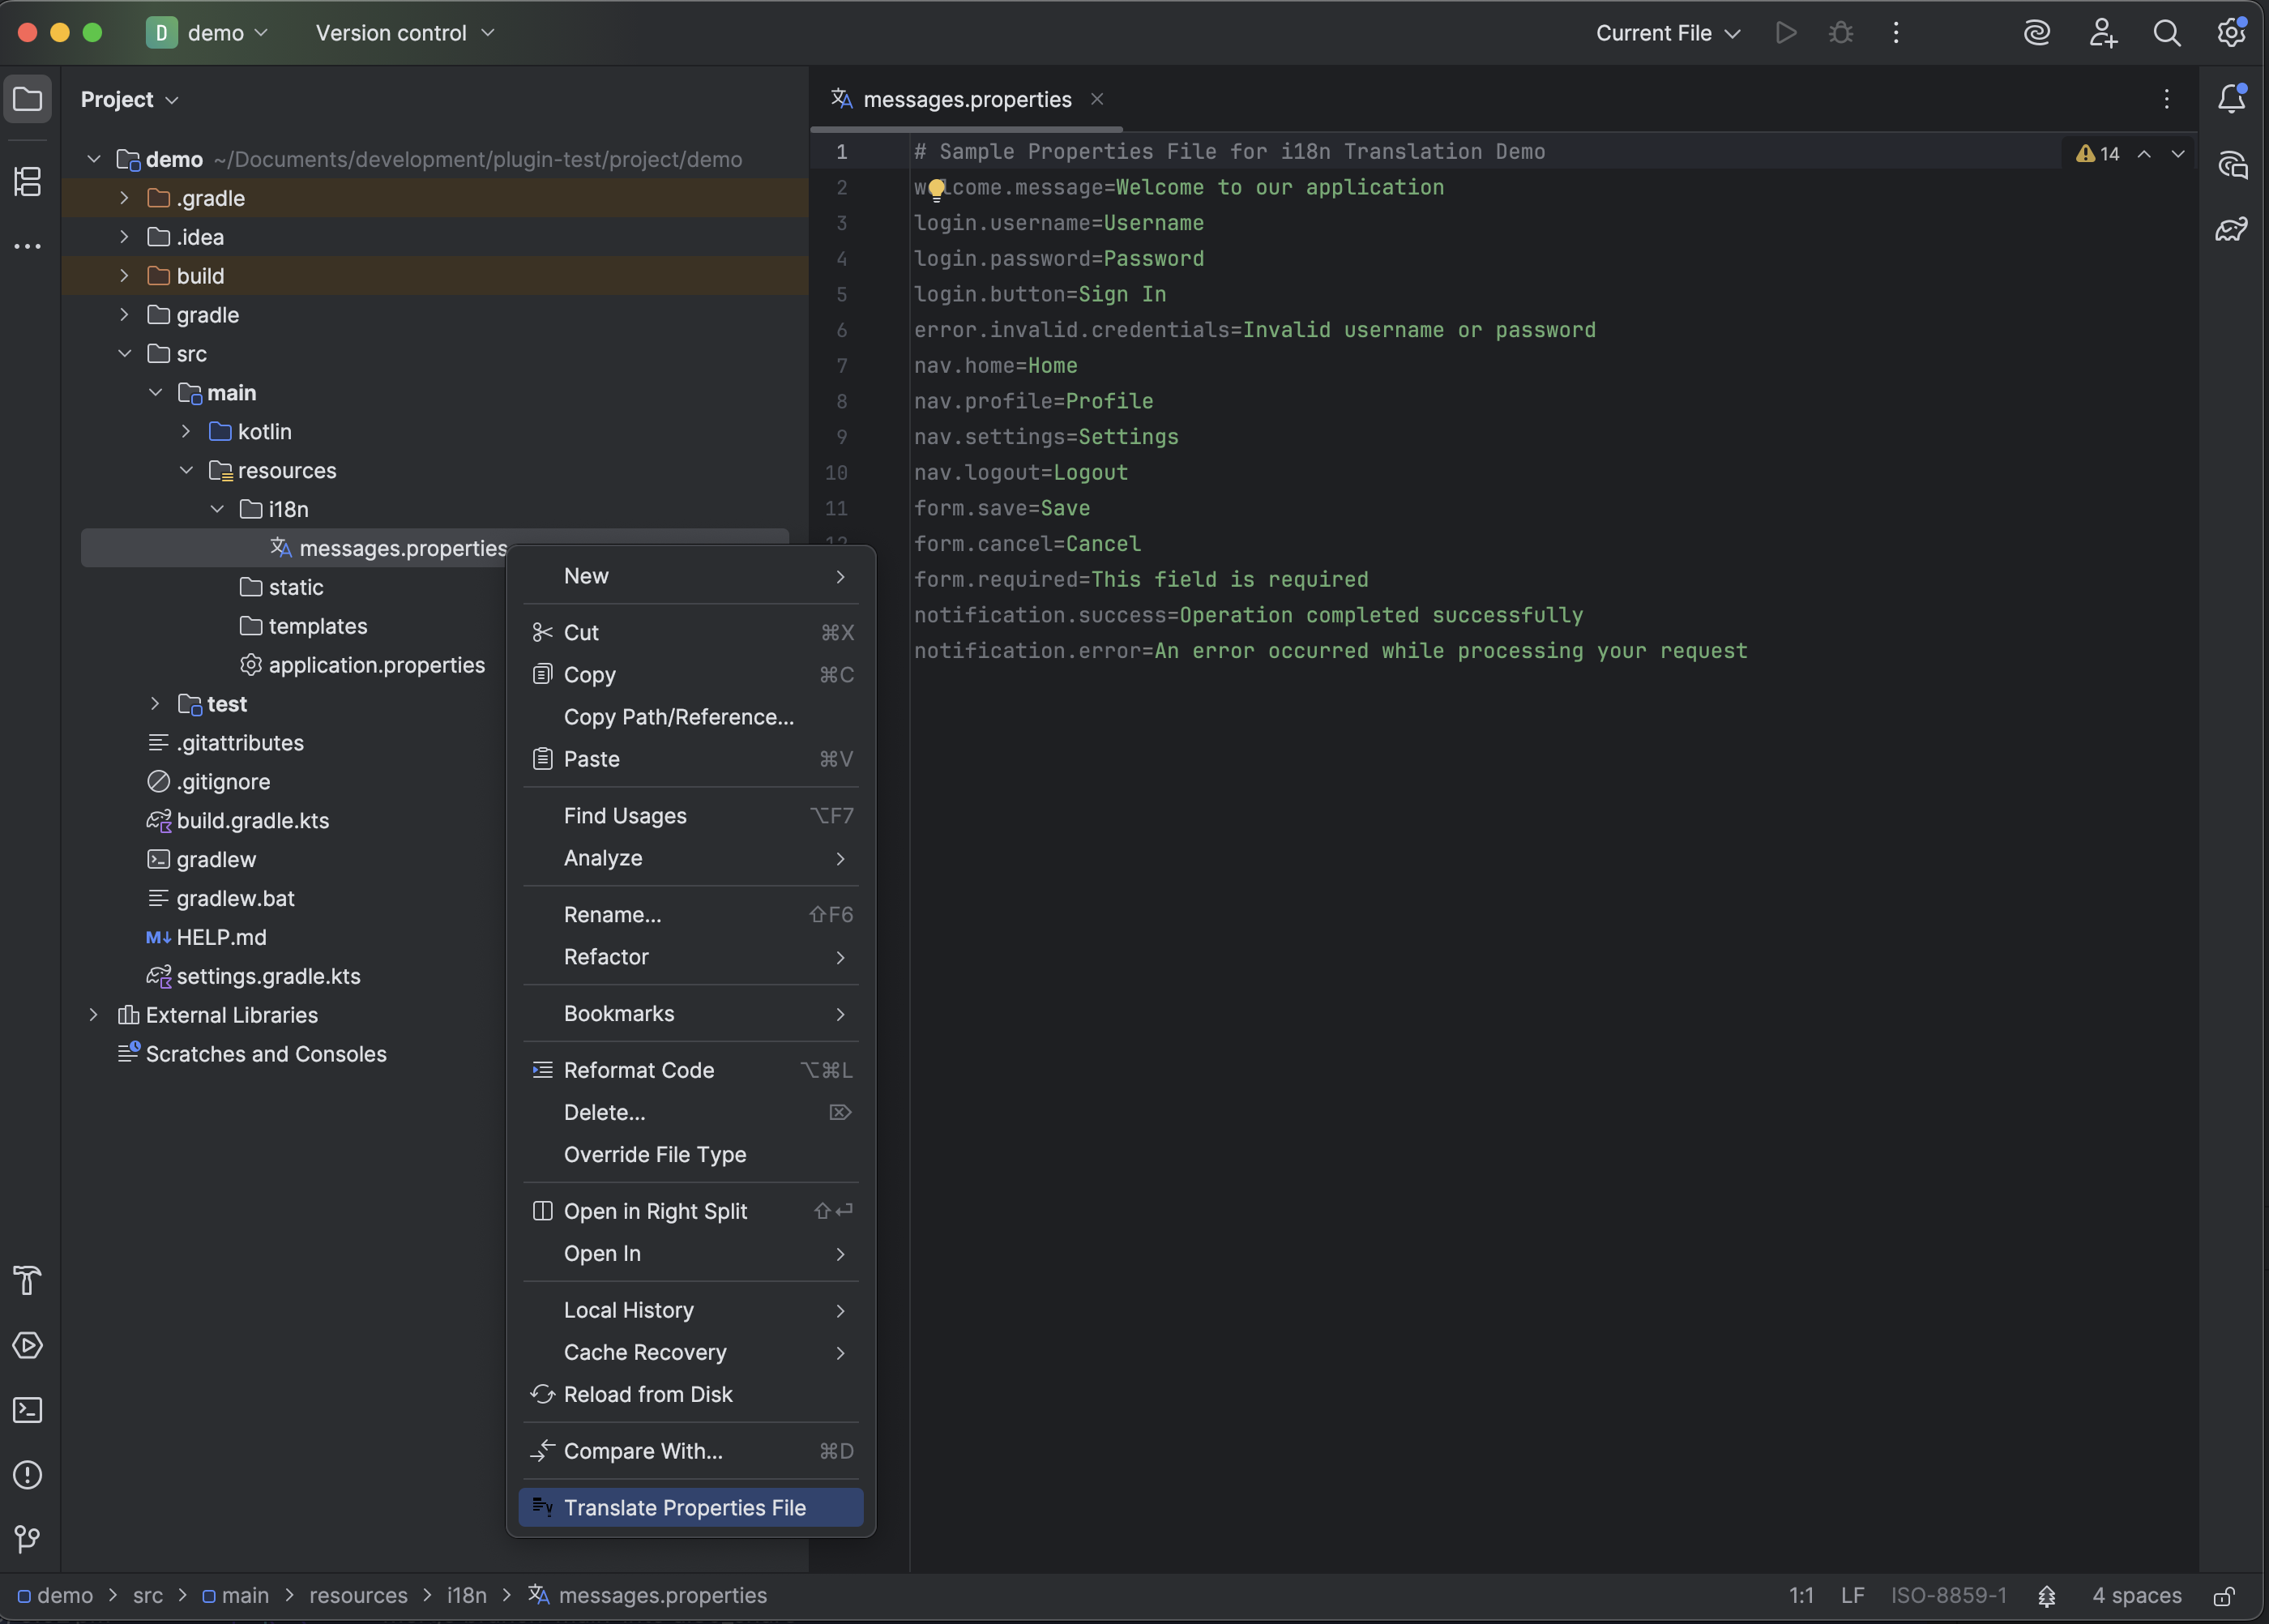 D demo Version control Current File
Project
messages.properties
demo ~/Documents/development/plugin-test/project/demo
.gradle
.idea
build
gradle
src
main
kotlin
resources
i18n
messages.properties
static
templates
application.properties
test
.gitattributes
.gitignore
build.gradle.kts
gradlew
gradlew.bat
M↓ HELP.md
settings.gradle.kts
External Libraries
Scratches and Consoles
New
Cut ⌘X
Copy ⌘C
Copy Path/Reference...
Paste ⌘V
Find Usages ⌥F7
Analyze
Rename... ⇧F6
Refactor
Bookmarks
Reformat Code ⌥⌘L
Delete... ⌦
Override File Type
Open in Right Split ⇧⏎
Open In
Local History
Cache Recovery
Reload from Disk
Compare With... ⌘D
Translate Properties File
14
1 # Sample Properties File for i18n Translation Demo
2 welcome.message=Welcome to our application
3 login.username=Username
4 login.password=Password
5 login.button=Sign In
6 error.invalid.credentials=Invalid username or password
7 nav.home=Home
8 nav.profile=Profile
9 nav.settings=Settings
10 nav.logout=Logout
11 form.save=Save
12 form.cancel=Cancel
form.required=This field is required
notification.success=Operation completed successfully
notification.error=An error occurred while processing your request
demo > src > main > resources > i18n > messages.properties
1:1 LF ISO-8859-1 4 spaces